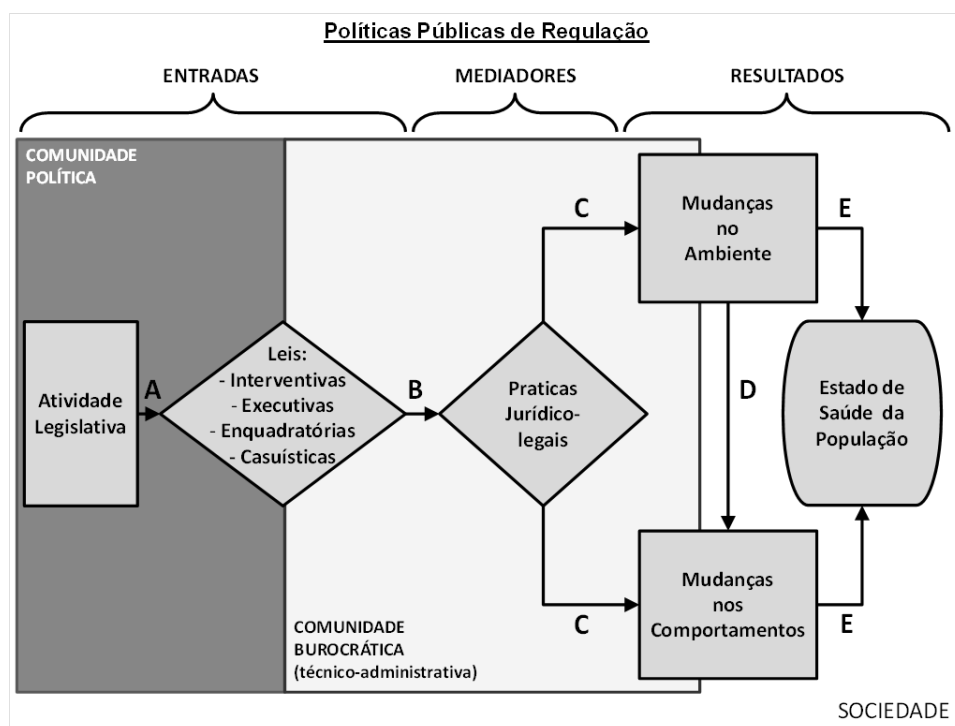 Políticas Públicas de Regulação
ENTRADAS
MEDIADORES
RESULTADOS
COMUNIDADE
POLÍTICA
Atividade
Legislativa
A
Leis:
- Interventivas
- Executivas
- Enquadratórias
- Casuísticas
B
Praticas
Jurídico-
legais
C
C
Mudanças
no
Ambiente
D
Mudanças
nos
Comportamentos
E
E
Estado de
Saúde da
População
COMUNIDADE
BUROCRÁTICA
(técnico-administrativa)
SOCIEDADE